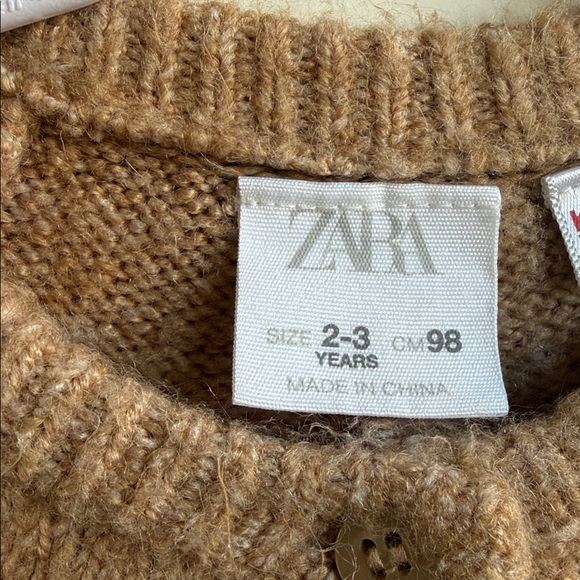 ZARA
SIZE 2-3 CM 98
YEARS
MADE IN CHINA